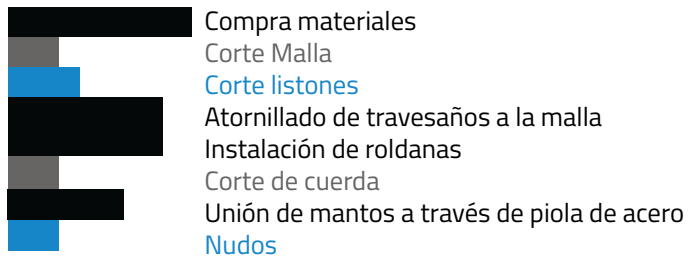 Compra materiales
Corte Malla
Corte listones
Atornillado de travesaños a la malla
Instalación de roldanas
Corte de cuerda
Unión de mantos a través de piola de acero
Nudos